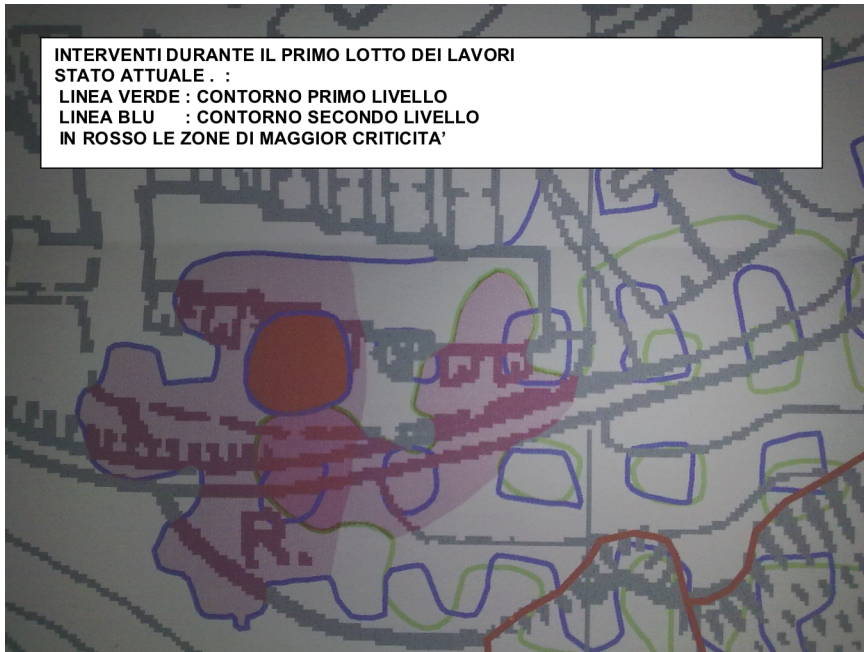 INTERVENTI DURANTE IL PRIMO LOTTO DEI LAVORI
STATO ATTUALE . :
LINEA VERDE : CONTORNO PRIMO LIVELLO
LINEA BLU : CONTORNO SECONDO LIVELLO
IN ROSSO LE ZONE DI MAGGIOR CRITICITA’
R.